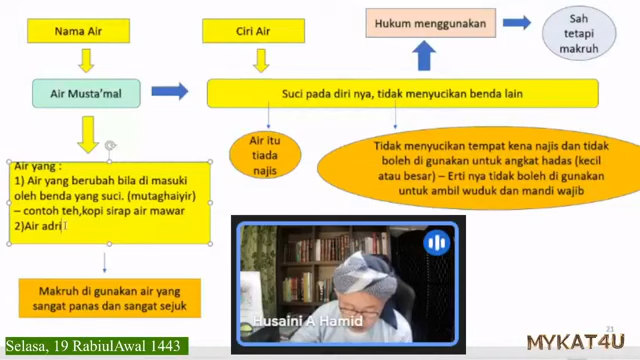 Nama Air
Ciri Air
Hukum menggunakan
Sah
tetapi
makruh
Air Musta'mal
Suci pada diri nya, tidak menyucikan benda lain
Air itu
tiada
najis
Tidak menyucikan tempat kena najis dan tidak
boleh di gunakan untuk angkat hadas (kecil
atau besar) – Erti nya tidak boleh di gunakan
untuk ambil wuduk dan mandi wajib
Air yang :
1) Air yang berubah bila di masuki
oleh benda yang suci. (mutaghaiyir)
– contoh teh,kopi sirap air mawar
2)Air adri
Makruh di gunakan air yang
sangat panas dan sangat sejuk
Husaini A Hamid
21
MYKAT4U
Selasa, 19 RabiulAwal 1443